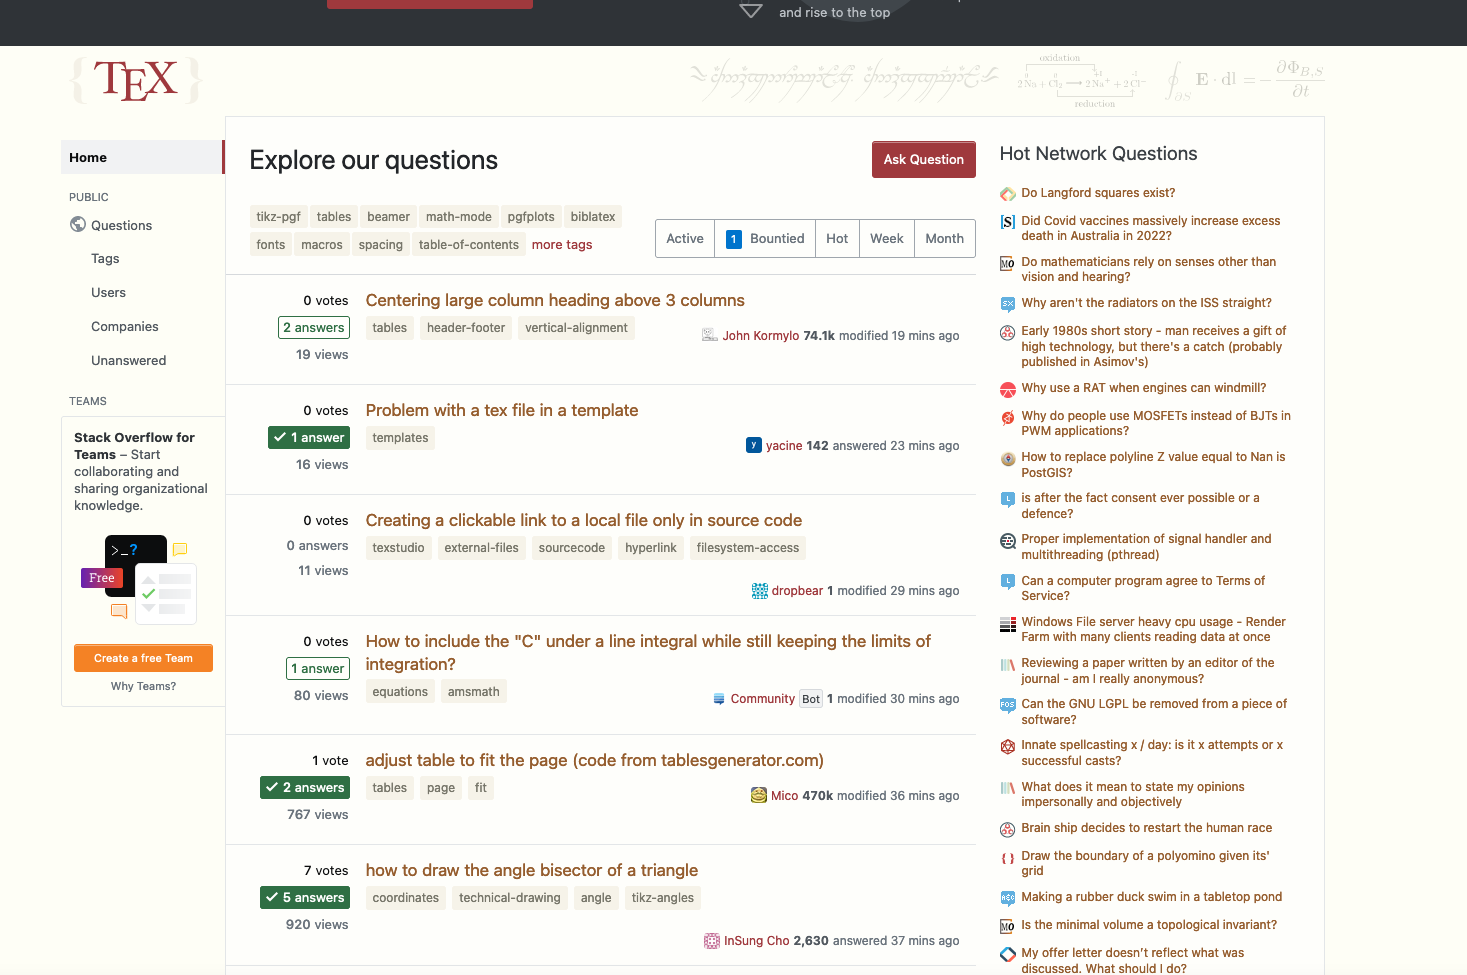 and rise to the top
{TEX}
oxidation
2Na + Cl₂ ⟶ 2Na⁺ + 2Cl⁻
reduction
∮∂S E · dl = − ∂ΦB,S / ∂t
Home
PUBLIC
Questions
Tags
Users
Companies
Unanswered
TEAMS
Stack Overflow for
Teams – Start
collaborating and
sharing organizational
knowledge.
>_?
Free
Create a free Team
Why Teams?
Explore our questions
Ask Question
tikz-pgf tables beamer math-mode pgfplots biblatex
fonts macros spacing table-of-contents more tags
Active 1 Bountied Hot Week Month
0 votes
2 answers
19 views
Centering large column heading above 3 columns
tables header-footer vertical-alignment
John Kormylo 74.1k modified 19 mins ago
0 votes
1 answer
16 views
Problem with a tex file in a template
templates
y yacine 142 answered 23 mins ago
0 votes
0 answers
11 views
Creating a clickable link to a local file only in source code
texstudio external-files sourcecode hyperlink filesystem-access
dropbear 1 modified 29 mins ago
0 votes
1 answer
80 views
How to include the "C" under a line integral while still keeping the limits of
integration?
equations amsmath
Community Bot 1 modified 30 mins ago
1 vote
2 answers
767 views
adjust table to fit the page (code from tablesgenerator.com)
tables page fit
Mico 470k modified 36 mins ago
7 votes
5 answers
920 views
how to draw the angle bisector of a triangle
coordinates technical-drawing angle tikz-angles
InSung Cho 2,630 answered 37 mins ago
Hot Network Questions
Do Langford squares exist?
[S] Did Covid vaccines massively increase excess
death in Australia in 2022?
MO Do mathematicians rely on senses other than
vision and hearing?
SX Why aren't the radiators on the ISS straight?
Early 1980s short story - man receives a gift of
high technology, but there's a catch (probably
published in Asimov's)
Why use a RAT when engines can windmill?
Why do people use MOSFETs instead of BJTs in
PWM applications?
How to replace polyline Z value equal to Nan is
PostGIS?
L is after the fact consent ever possible or a
defence?
Proper implementation of signal handler and
multithreading (pthread)
L Can a computer program agree to Terms of
Service?
Windows File server heavy cpu usage - Render
Farm with many clients reading data at once
Reviewing a paper written by an editor of the
journal - am I really anonymous?
FOS Can the GNU LGPL be removed from a piece of
software?
Innate spellcasting x / day: is it x attempts or x
successful casts?
What does it mean to state my opinions
impersonally and objectively
Brain ship decides to restart the human race
Draw the boundary of a polyomino given its'
grid
A&C Making a rubber duck swim in a tabletop pond
MO Is the minimal volume a topological invariant?
My offer letter doesn't reflect what was
discussed. What should I do?